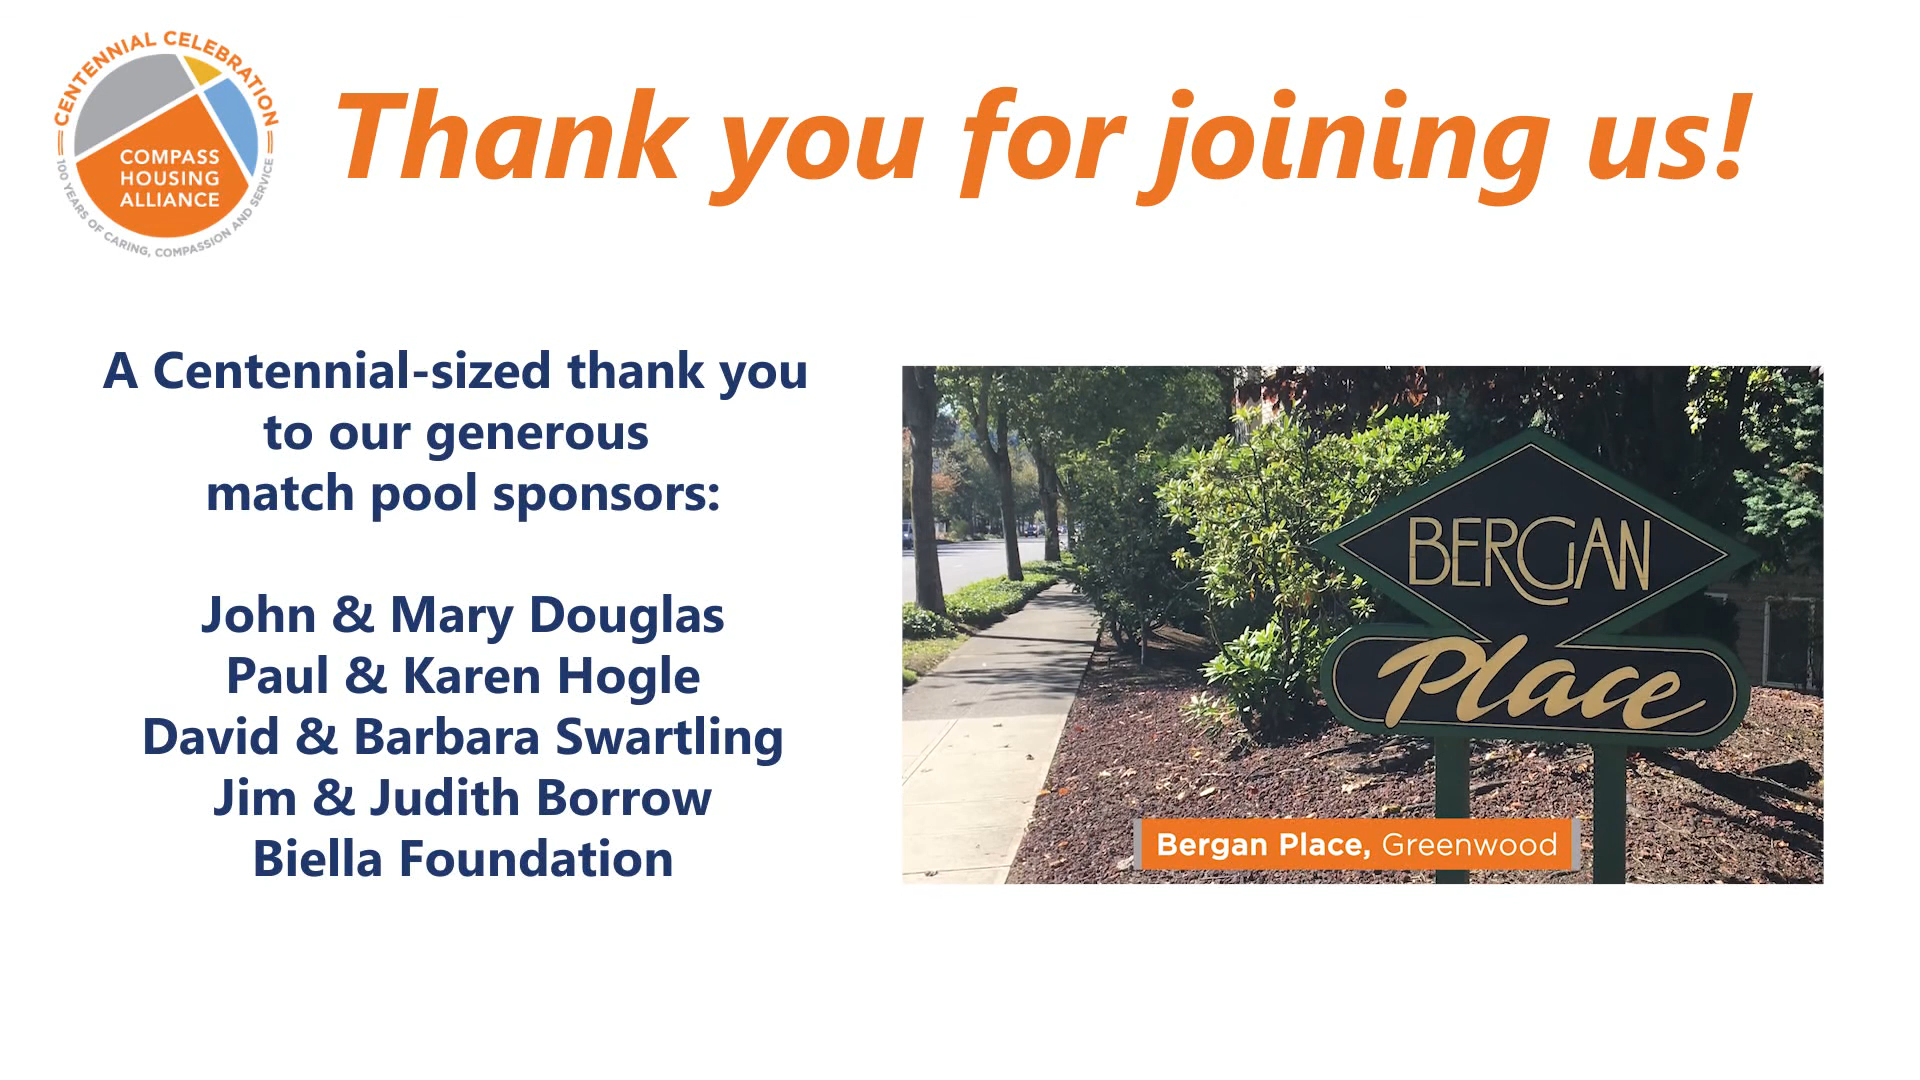 CENTENNIAL CELEBRATION
COMPASS
HOUSING
ALLIANCE
100 YEARS OF CARING, COMPASSION AND SERVICE
Thank you for joining us!
A Centennial-sized thank you
to our generous
match pool sponsors:
John & Mary Douglas
Paul & Karen Hogle
David & Barbara Swartling
Jim & Judith Borrow
Biella Foundation
BERGAN
Place
Bergan Place, Greenwood